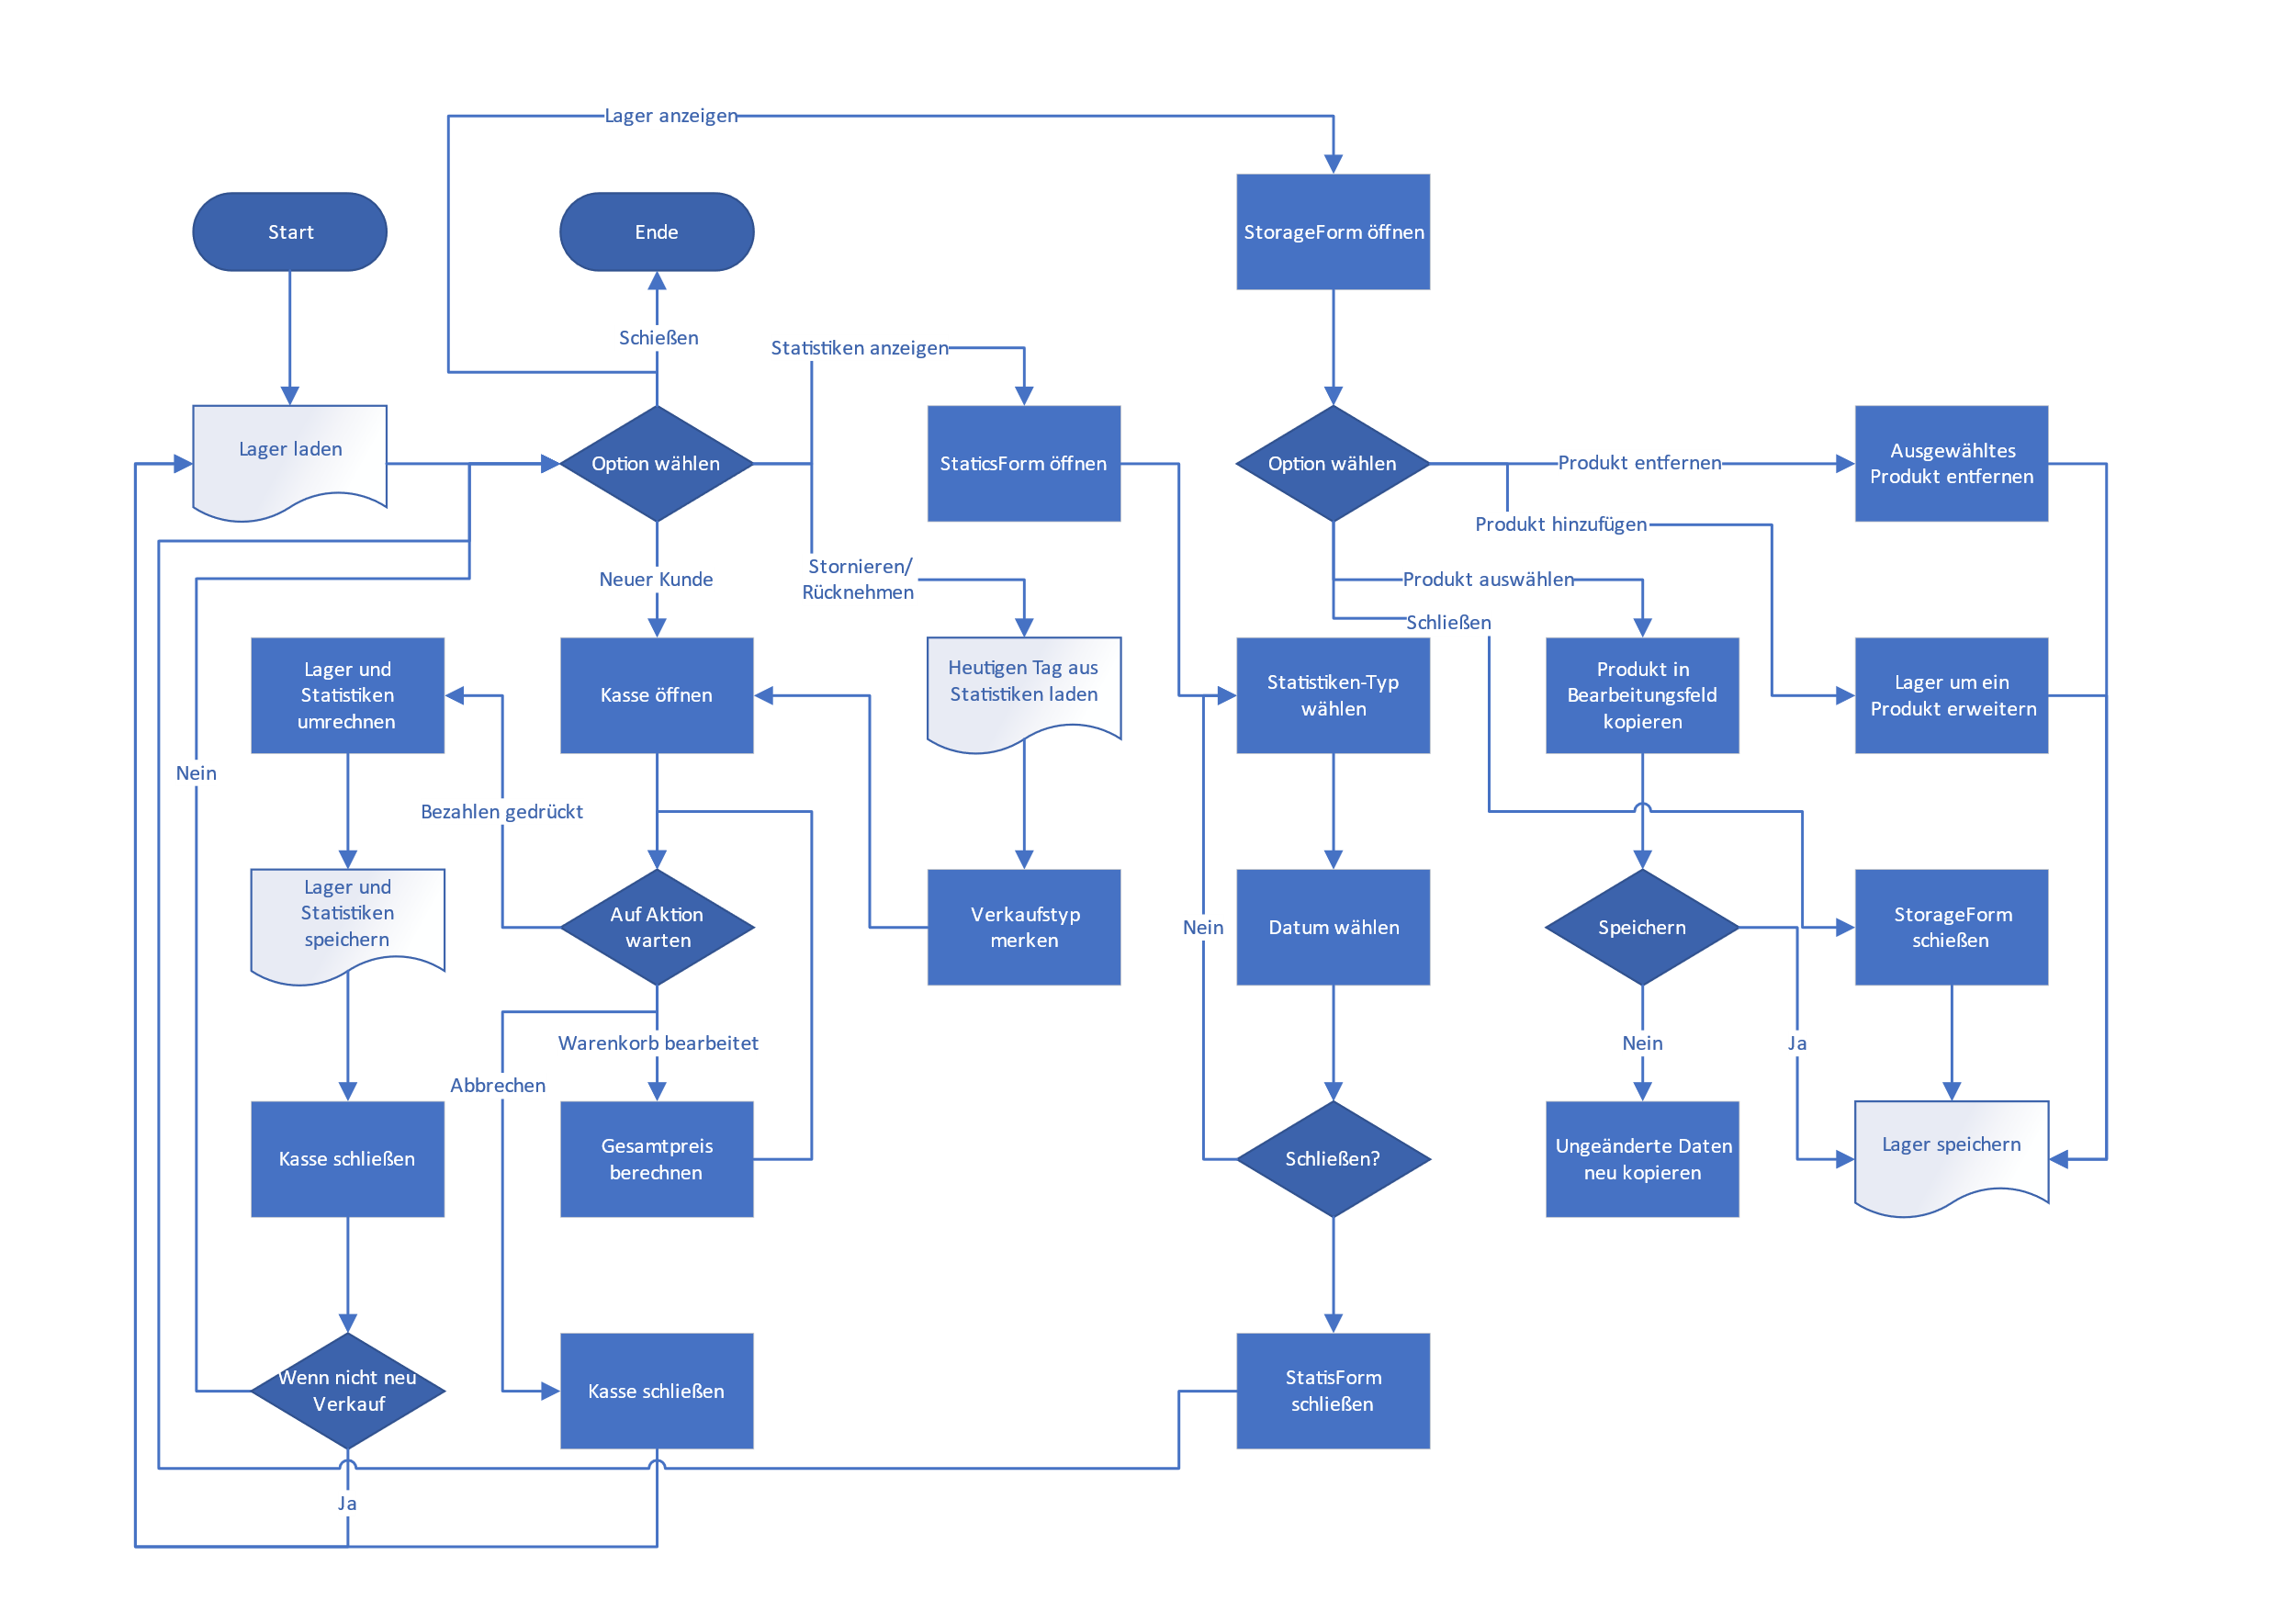 Lager anzeigen
Start
Ende
StorageForm öffnen
Schießen
Statistiken anzeigen
Lager laden
Option wählen
StaticsForm öffnen
Option wählen
Produkt entfernen
Ausgewähltes
Produkt entfernen
Produkt hinzufügen
Neuer Kunde
Stornieren/
Rücknehmen
Produkt auswählen
Schließen
Lager und
Statistiken
umrechnen
Kasse öffnen
Heutigen Tag aus
Statistiken laden
Statistiken-Typ
wählen
Produkt in
Bearbeitungsfeld
kopieren
Lager um ein
Produkt erweitern
Nein
Bezahlen gedrückt
Lager und
Statistiken
speichern
Auf Aktion
warten
Verkaufstyp
merken
Nein
Datum wählen
Speichern
StorageForm
schießen
Warenkorb bearbeitet
Nein
Ja
Abbrechen
Kasse schließen
Gesamtpreis
berechnen
Schließen?
Ungeänderte Daten
neu kopieren
Lager speichern
Wenn nicht neu
Verkauf
Kasse schließen
StatisForm
schließen
Ja